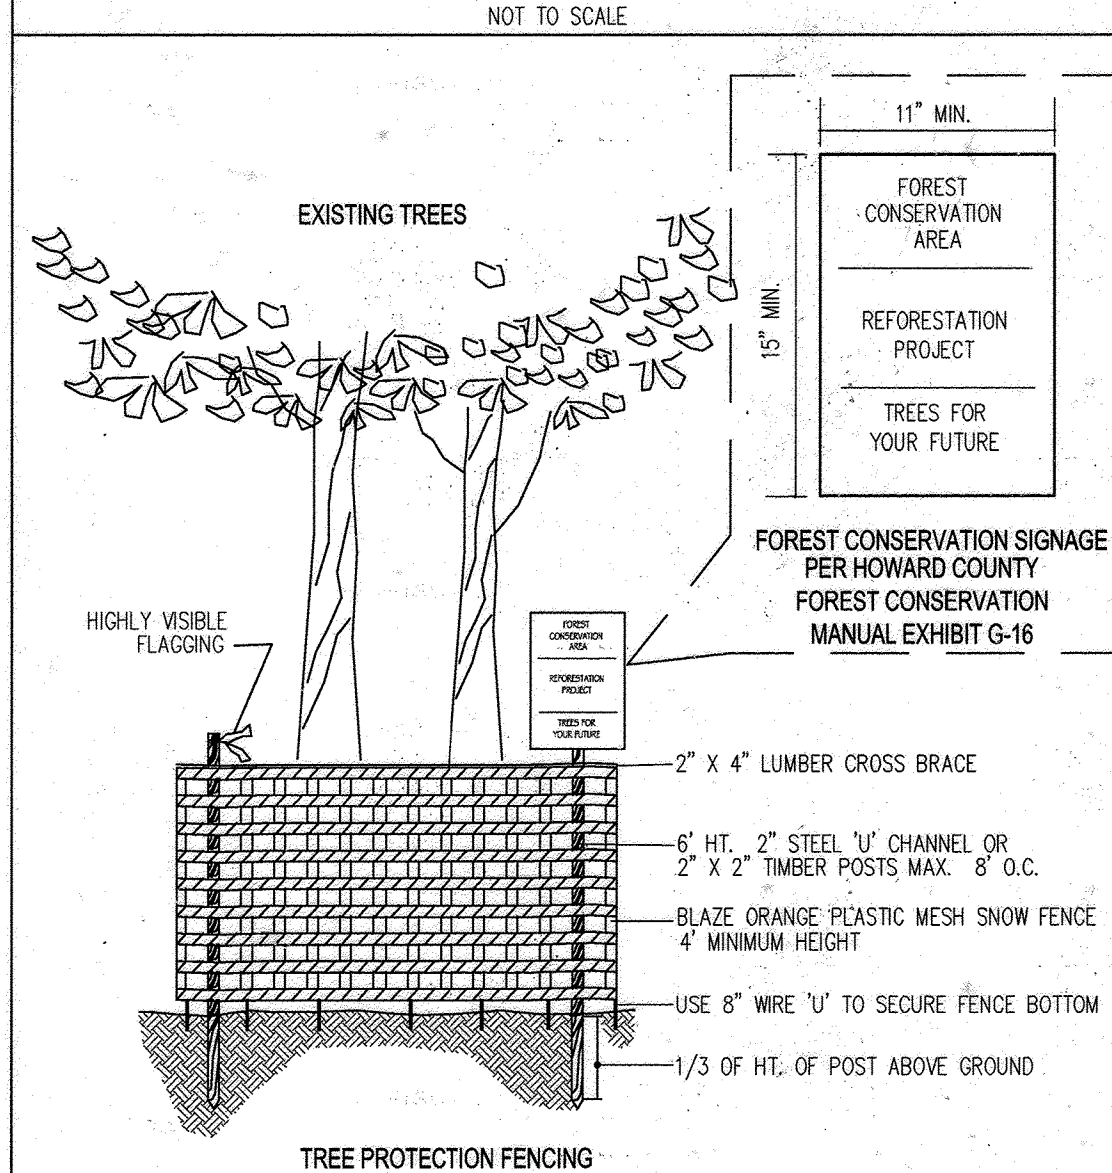 NOT TO SCALE
11" MIN.
15" MIN.
FOREST
CONSERVATION
AREA
REFORESTATION
PROJECT
TREES FOR
YOUR FUTURE
EXISTING TREES
FOREST CONSERVATION SIGNAGE
PER HOWARD COUNTY
FOREST CONSERVATION
MANUAL EXHIBIT G-16
HIGHLY VISIBLE
FLAGGING
FOREST
CONSERVATION
AREA
REFORESTATION
PROJECT
TREES FOR
YOUR FUTURE
2" X 4" LUMBER CROSS BRACE
6' HT. 2" STEEL 'U' CHANNEL OR
2" X 2" TIMBER POSTS MAX. 8' O.C.
BLAZE ORANGE PLASTIC MESH SNOW FENCE
4' MINIMUM HEIGHT
USE 8" WIRE 'U' TO SECURE FENCE BOTTOM
1/3 OF HT. OF POST ABOVE GROUND
TREE PROTECTION FENCING